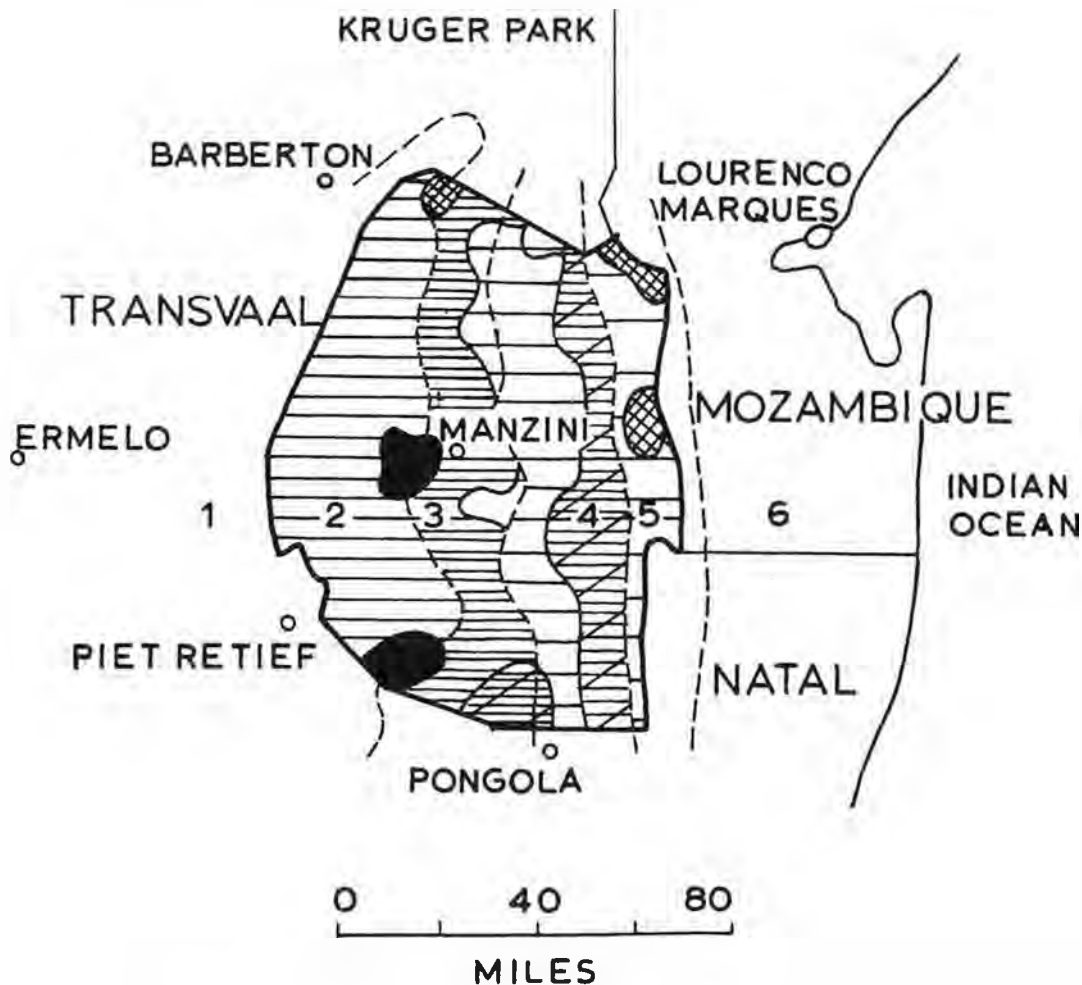 KRUGER PARK
BARBERTON
LOURENCO
MARQUES
TRANSVAAL
MOZAMBIQUE
ERMELO
MANZINI
INDIAN
OCEAN
1 2 3 4 5 6
PIET RETIEF
NATAL
PONGOLA
0 40 80
MILES